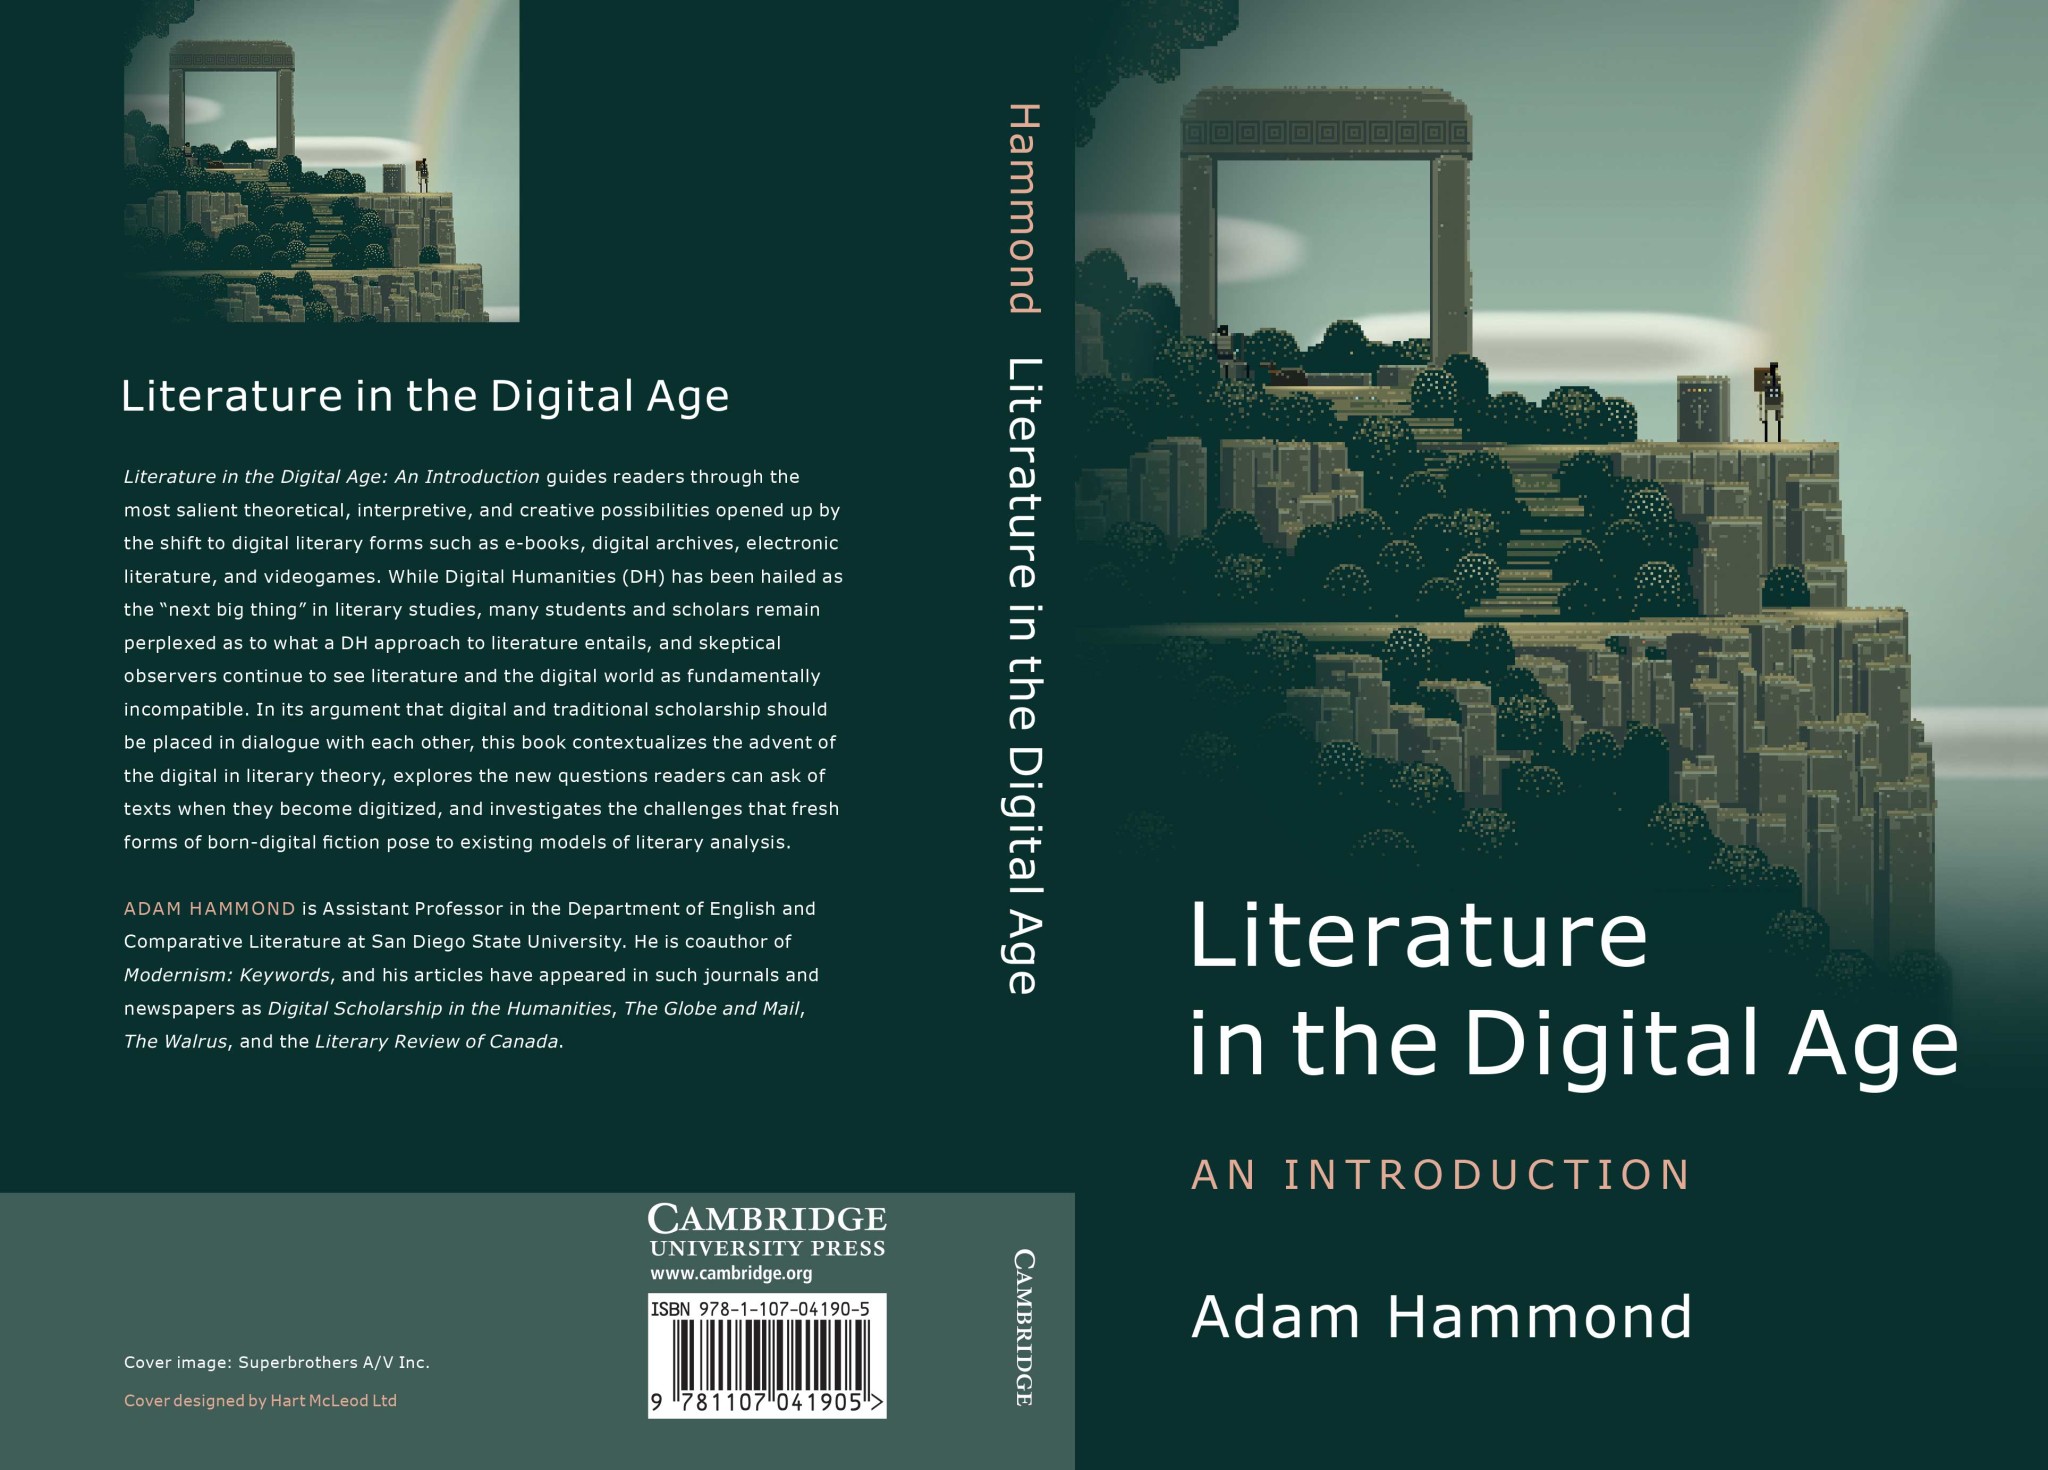 Literature in the Digital Age
Literature in the Digital Age: An Introduction guides readers through the
most salient theoretical, interpretive, and creative possibilities opened up by
the shift to digital literary forms such as e-books, digital archives, electronic
literature, and videogames. While Digital Humanities (DH) has been hailed as
the “next big thing” in literary studies, many students and scholars remain
perplexed as to what a DH approach to literature entails, and skeptical
observers continue to see literature and the digital world as fundamentally
incompatible. In its argument that digital and traditional scholarship should
be placed in dialogue with each other, this book contextualizes the advent of
the digital in literary theory, explores the new questions readers can ask of
texts when they become digitized, and investigates the challenges that fresh
forms of born-digital fiction pose to existing models of literary analysis.
ADAM HAMMOND is Assistant Professor in the Department of English and
Comparative Literature at San Diego State University. He is coauthor of
Modernism: Keywords, and his articles have appeared in such journals and
newspapers as Digital Scholarship in the Humanities, The Globe and Mail,
The Walrus, and the Literary Review of Canada.
Cover image: Superbrothers A/V Inc.
Cover designed by Hart McLeod Ltd
CAMBRIDGE
UNIVERSITY PRESS
www.cambridge.org
ISBN 978-1-107-04190-5
9 781107 041905 >
Hammond Literature in the Digital Age
CAMBRIDGE
Literature
in the Digital Age
AN INTRODUCTION
Adam Hammond